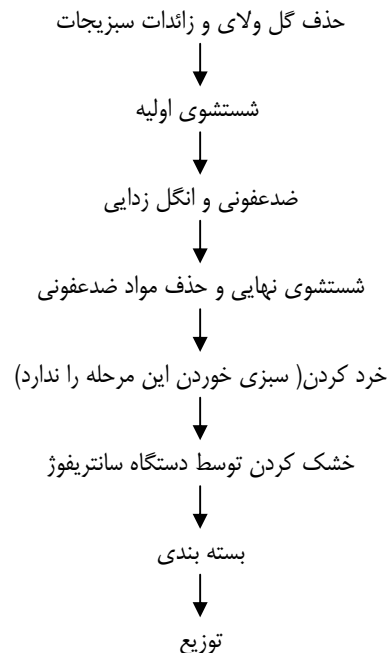 حذف گل ولای و زائدات سبزیجات
شستشوی اولیه
ضدعفونی و انگل زدایی
شستشوی نهایی و حذف مواد ضدعفونی
خرد کردن( سبزی خوردن این مرحله را ندارد)
خشک کردن توسط دستگاه سانتریفوژ
بسته بندی
توزیع